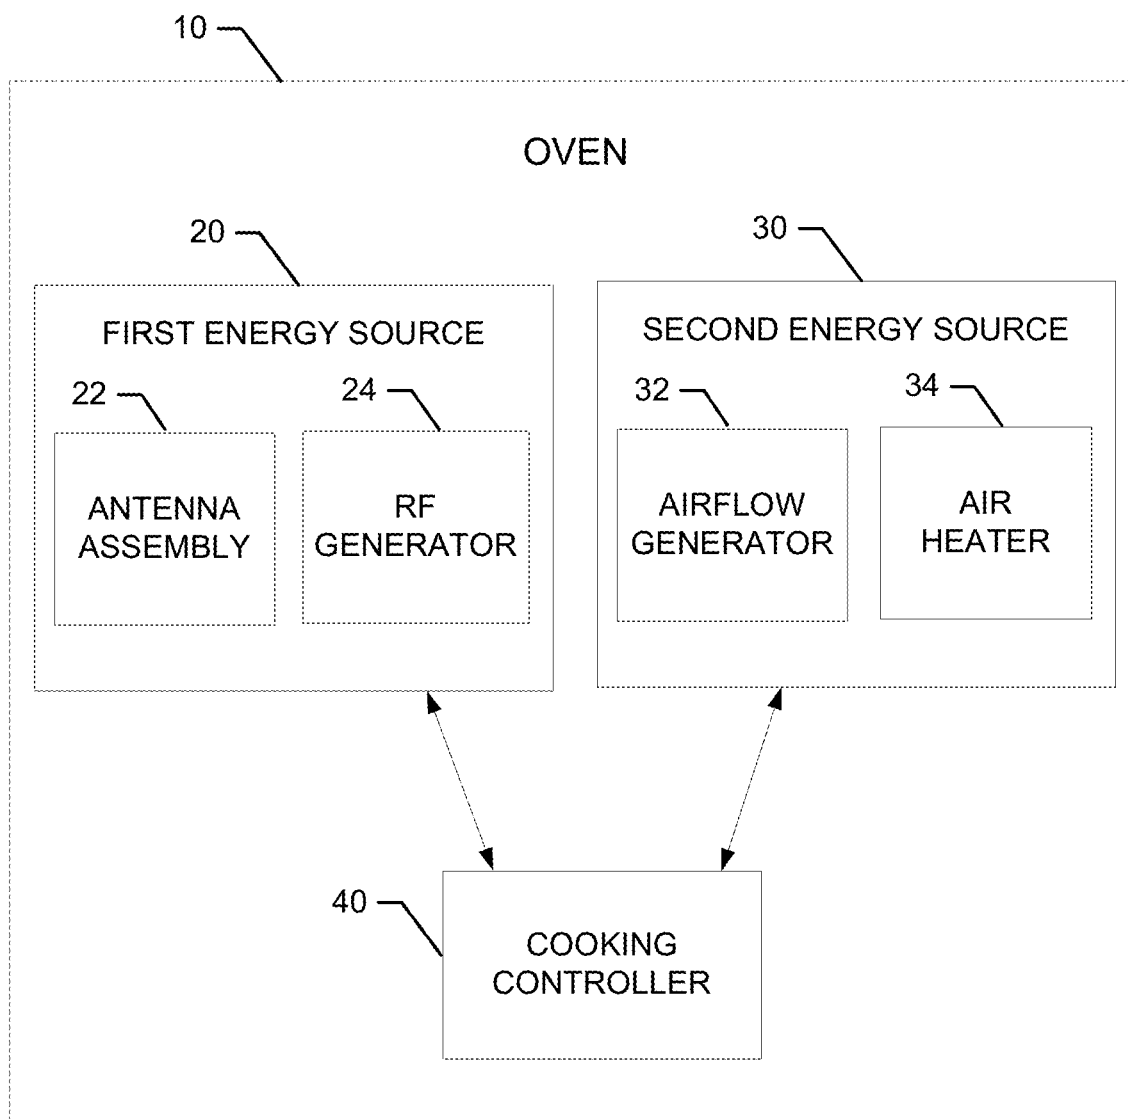 10
OVEN
20
30
FIRST ENERGY SOURCE
SECOND ENERGY SOURCE
22
24
32
34
ANTENNA
ASSEMBLY
RF
GENERATOR
AIRFLOW
GENERATOR
AIR
HEATER
40
COOKING
CONTROLLER